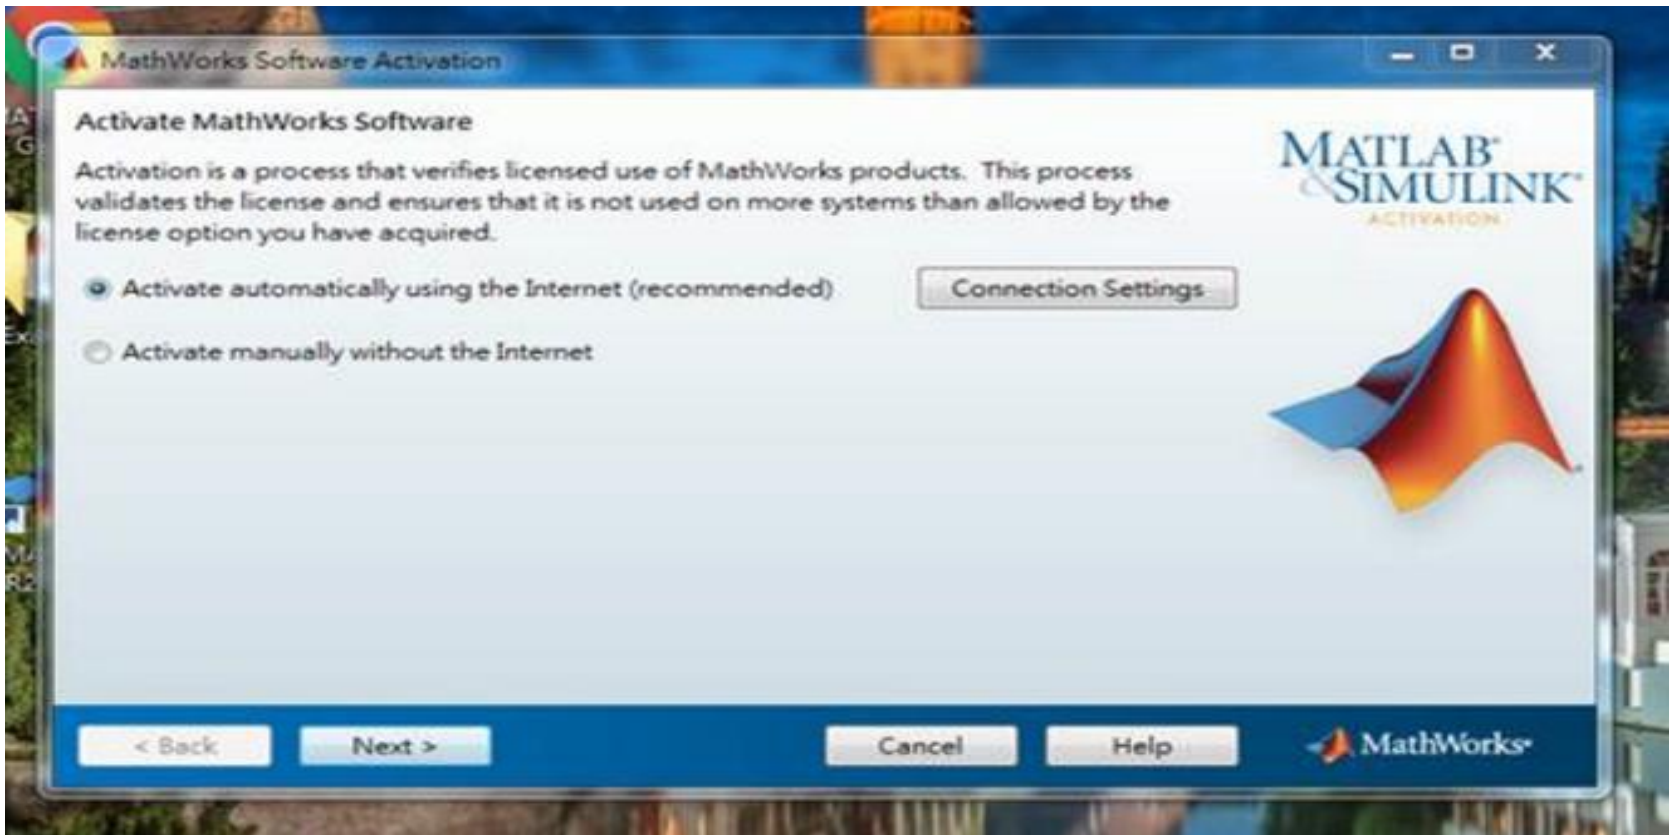 MathWorks Software Activation
Activate MathWorks Software
Activation is a process that verifies licensed use of MathWorks products. This process
validates the license and ensures that it is not used on more systems than allowed by the
license option you have acquired.
Activate automatically using the Internet (recommended)
Connection Settings
Activate manually without the Internet
MATLAB®
&SIMULINK®
ACTIVATION
< Back
Next >
Cancel
Help
MathWorks®